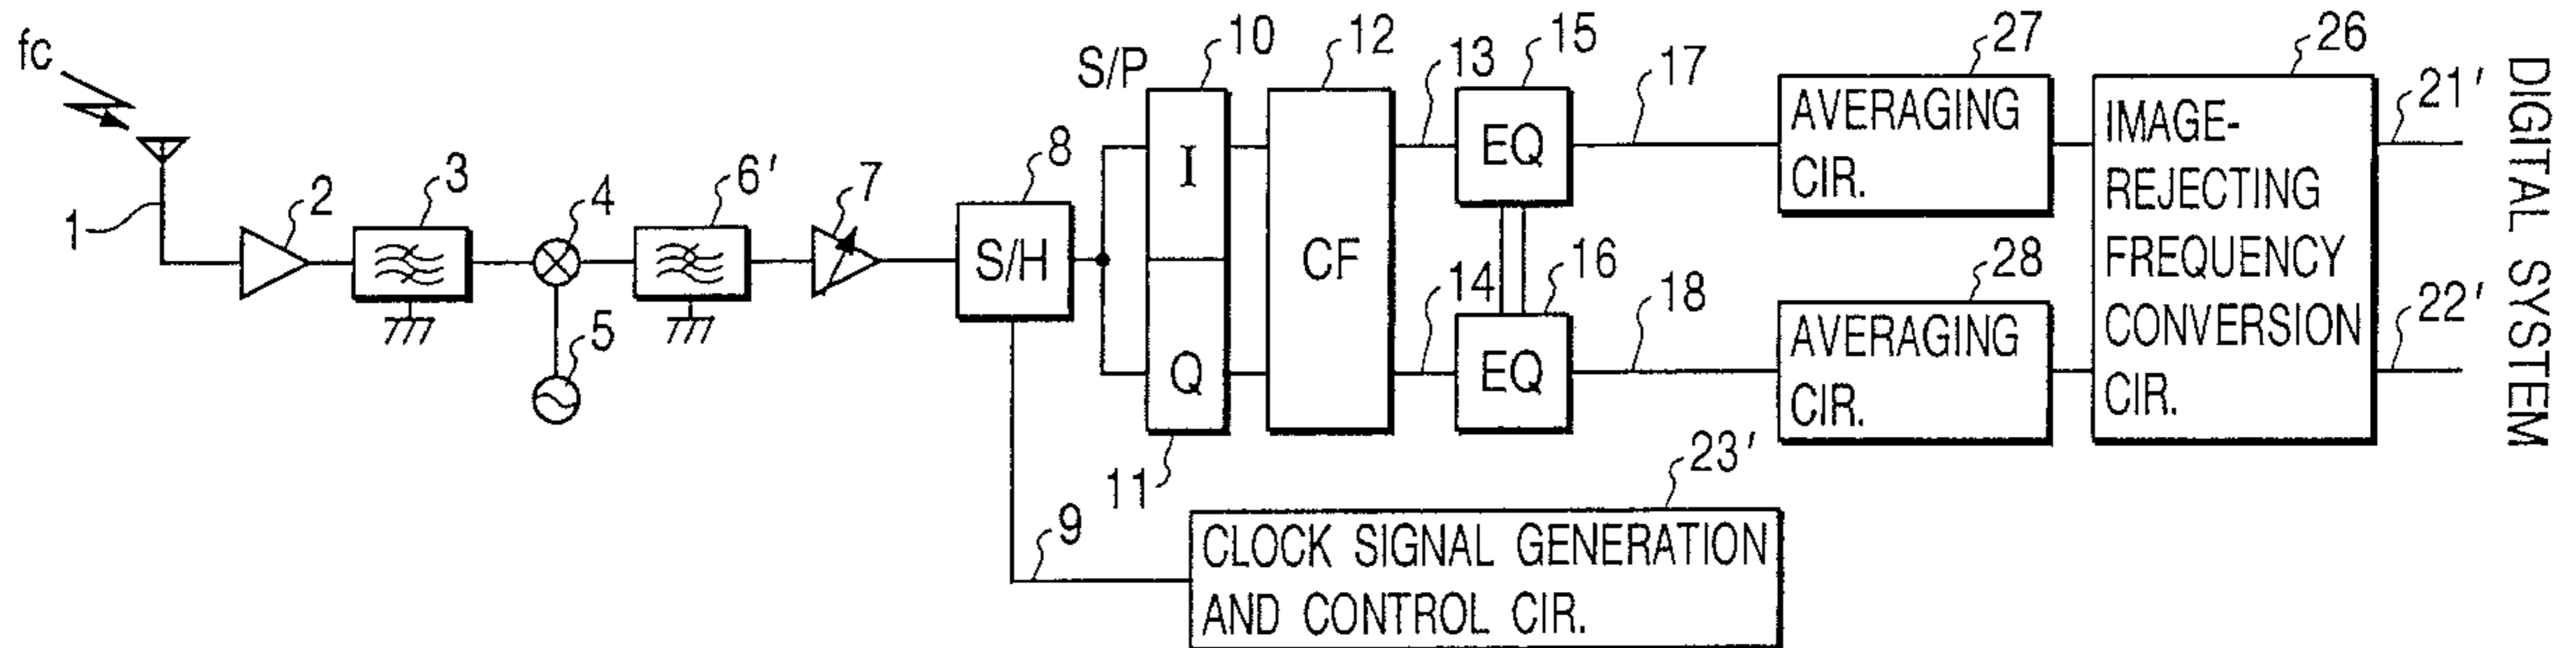 fc
1
2
3
4
5
6'
7
8
S/H
9
S/P
10
I
Q
11
12
CF
13
14
15
EQ
16
EQ
17
18
27
AVERAGING
CIR.
28
AVERAGING
CIR.
26
IMAGE-
REJECTING
FREQUENCY
CONVERSION
CIR.
21'
22'
DIGITAL SYSTEM
23'
CLOCK SIGNAL GENERATION
AND CONTROL CIR.